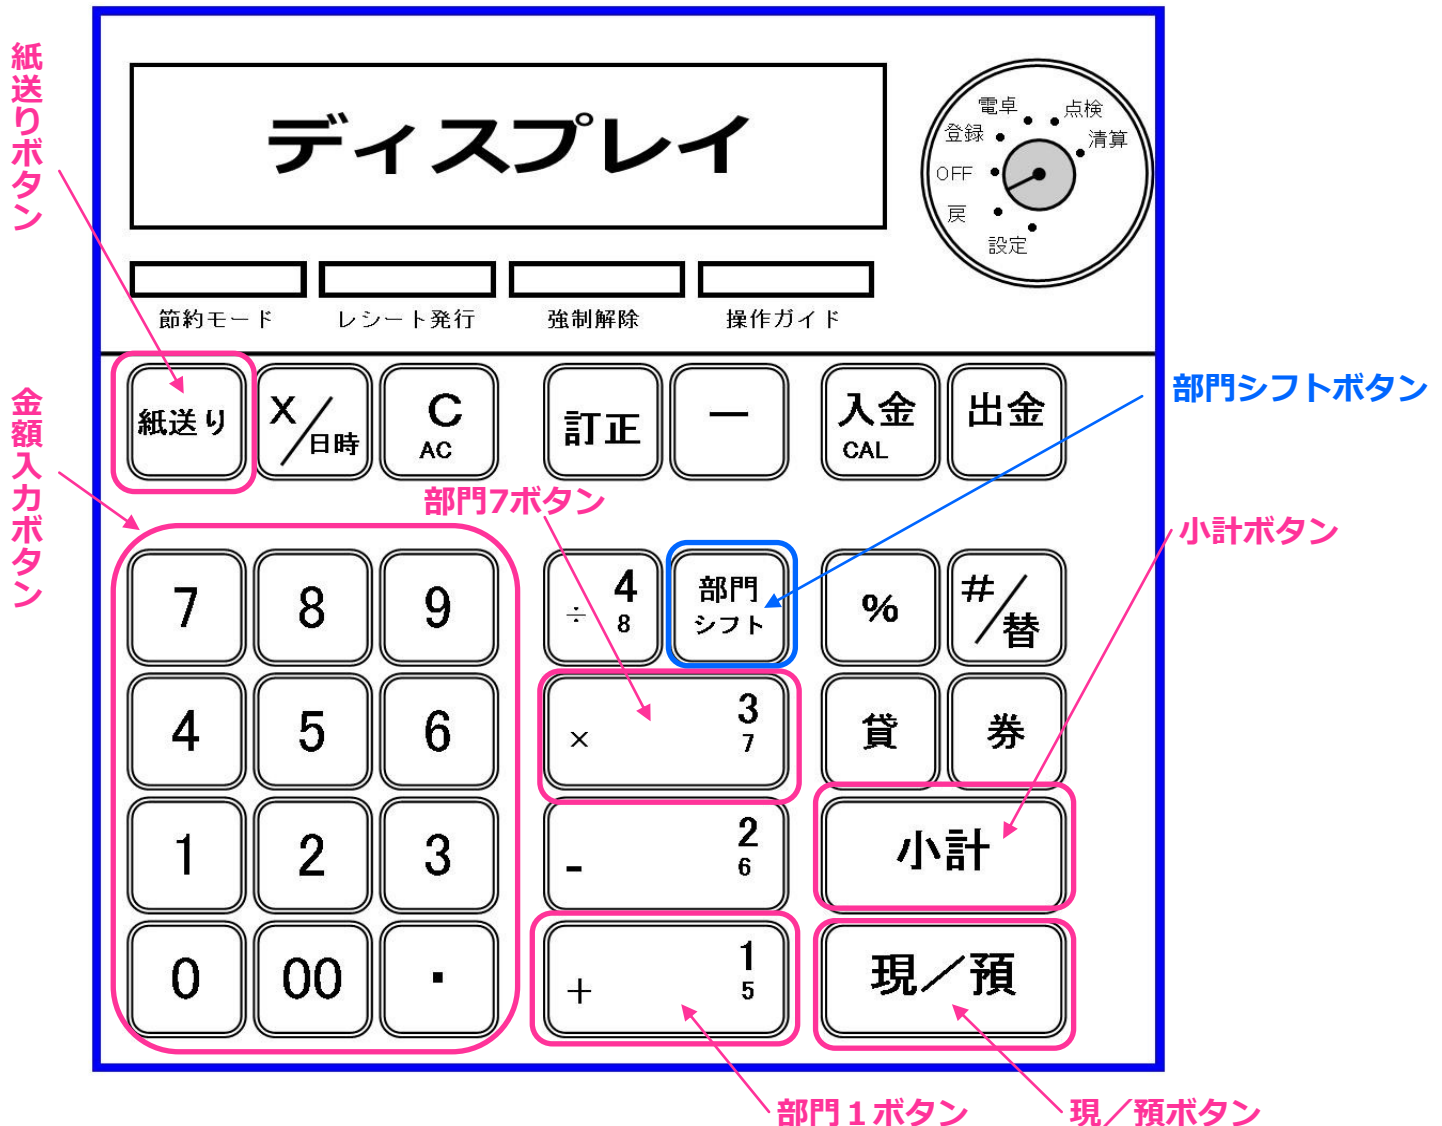 紙送りボタン
ディスプレイ
電卓
点検
登録
清算
OFF
戻
設定
節約モード
レシート発行
強制解除
操作ガイド
部門シフトボタン
紙送り
X／日時
C
AC
訂正
—
入金
CAL
出金
金額入力ボタン
部門7ボタン
小計ボタン
7
8
9
4
÷ 8
部門
シフト
%
#／替
4
5
6
3
× 7
貸
券
1
2
3
2
- 6
小計
0
00
.
1
+ 5
現／預
部門１ボタン
現／預ボタン